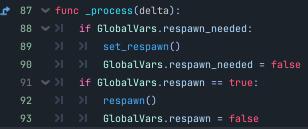 87 func _process(delta):
88 if GlobalVars.respawn_needed:
89 set_respawn()
90 GlobalVars.respawn_needed = false
91 if GlobalVars.respawn == true:
92 respawn()
93 GlobalVars.respawn = false